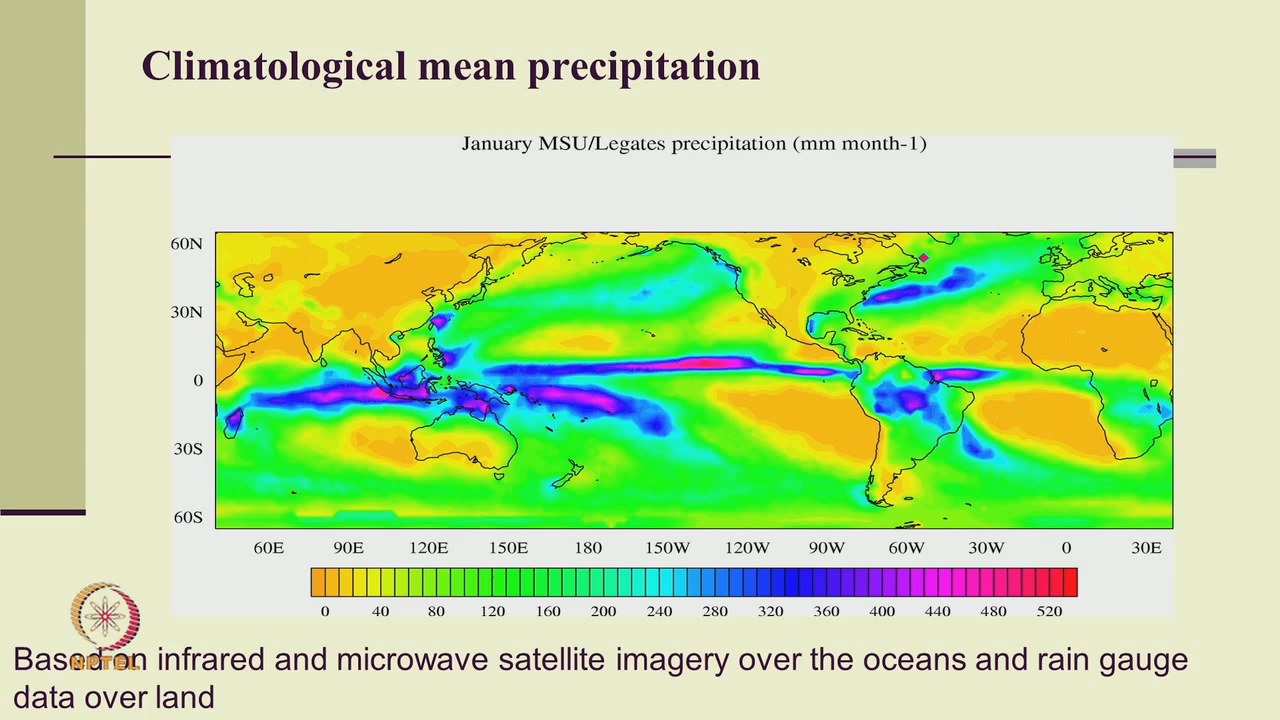 Climatological mean precipitation
January MSU/Legates precipitation (mm month-1)
60N
30N
0
30S
60S
60E 90E 120E 150E 180 150W 120W 90W 60W 30W 0 30E
0 40 80 120 160 200 240 280 320 360 400 440 480 520
NPTEL
Based on infrared and microwave satellite imagery over the oceans and rain gauge
data over land